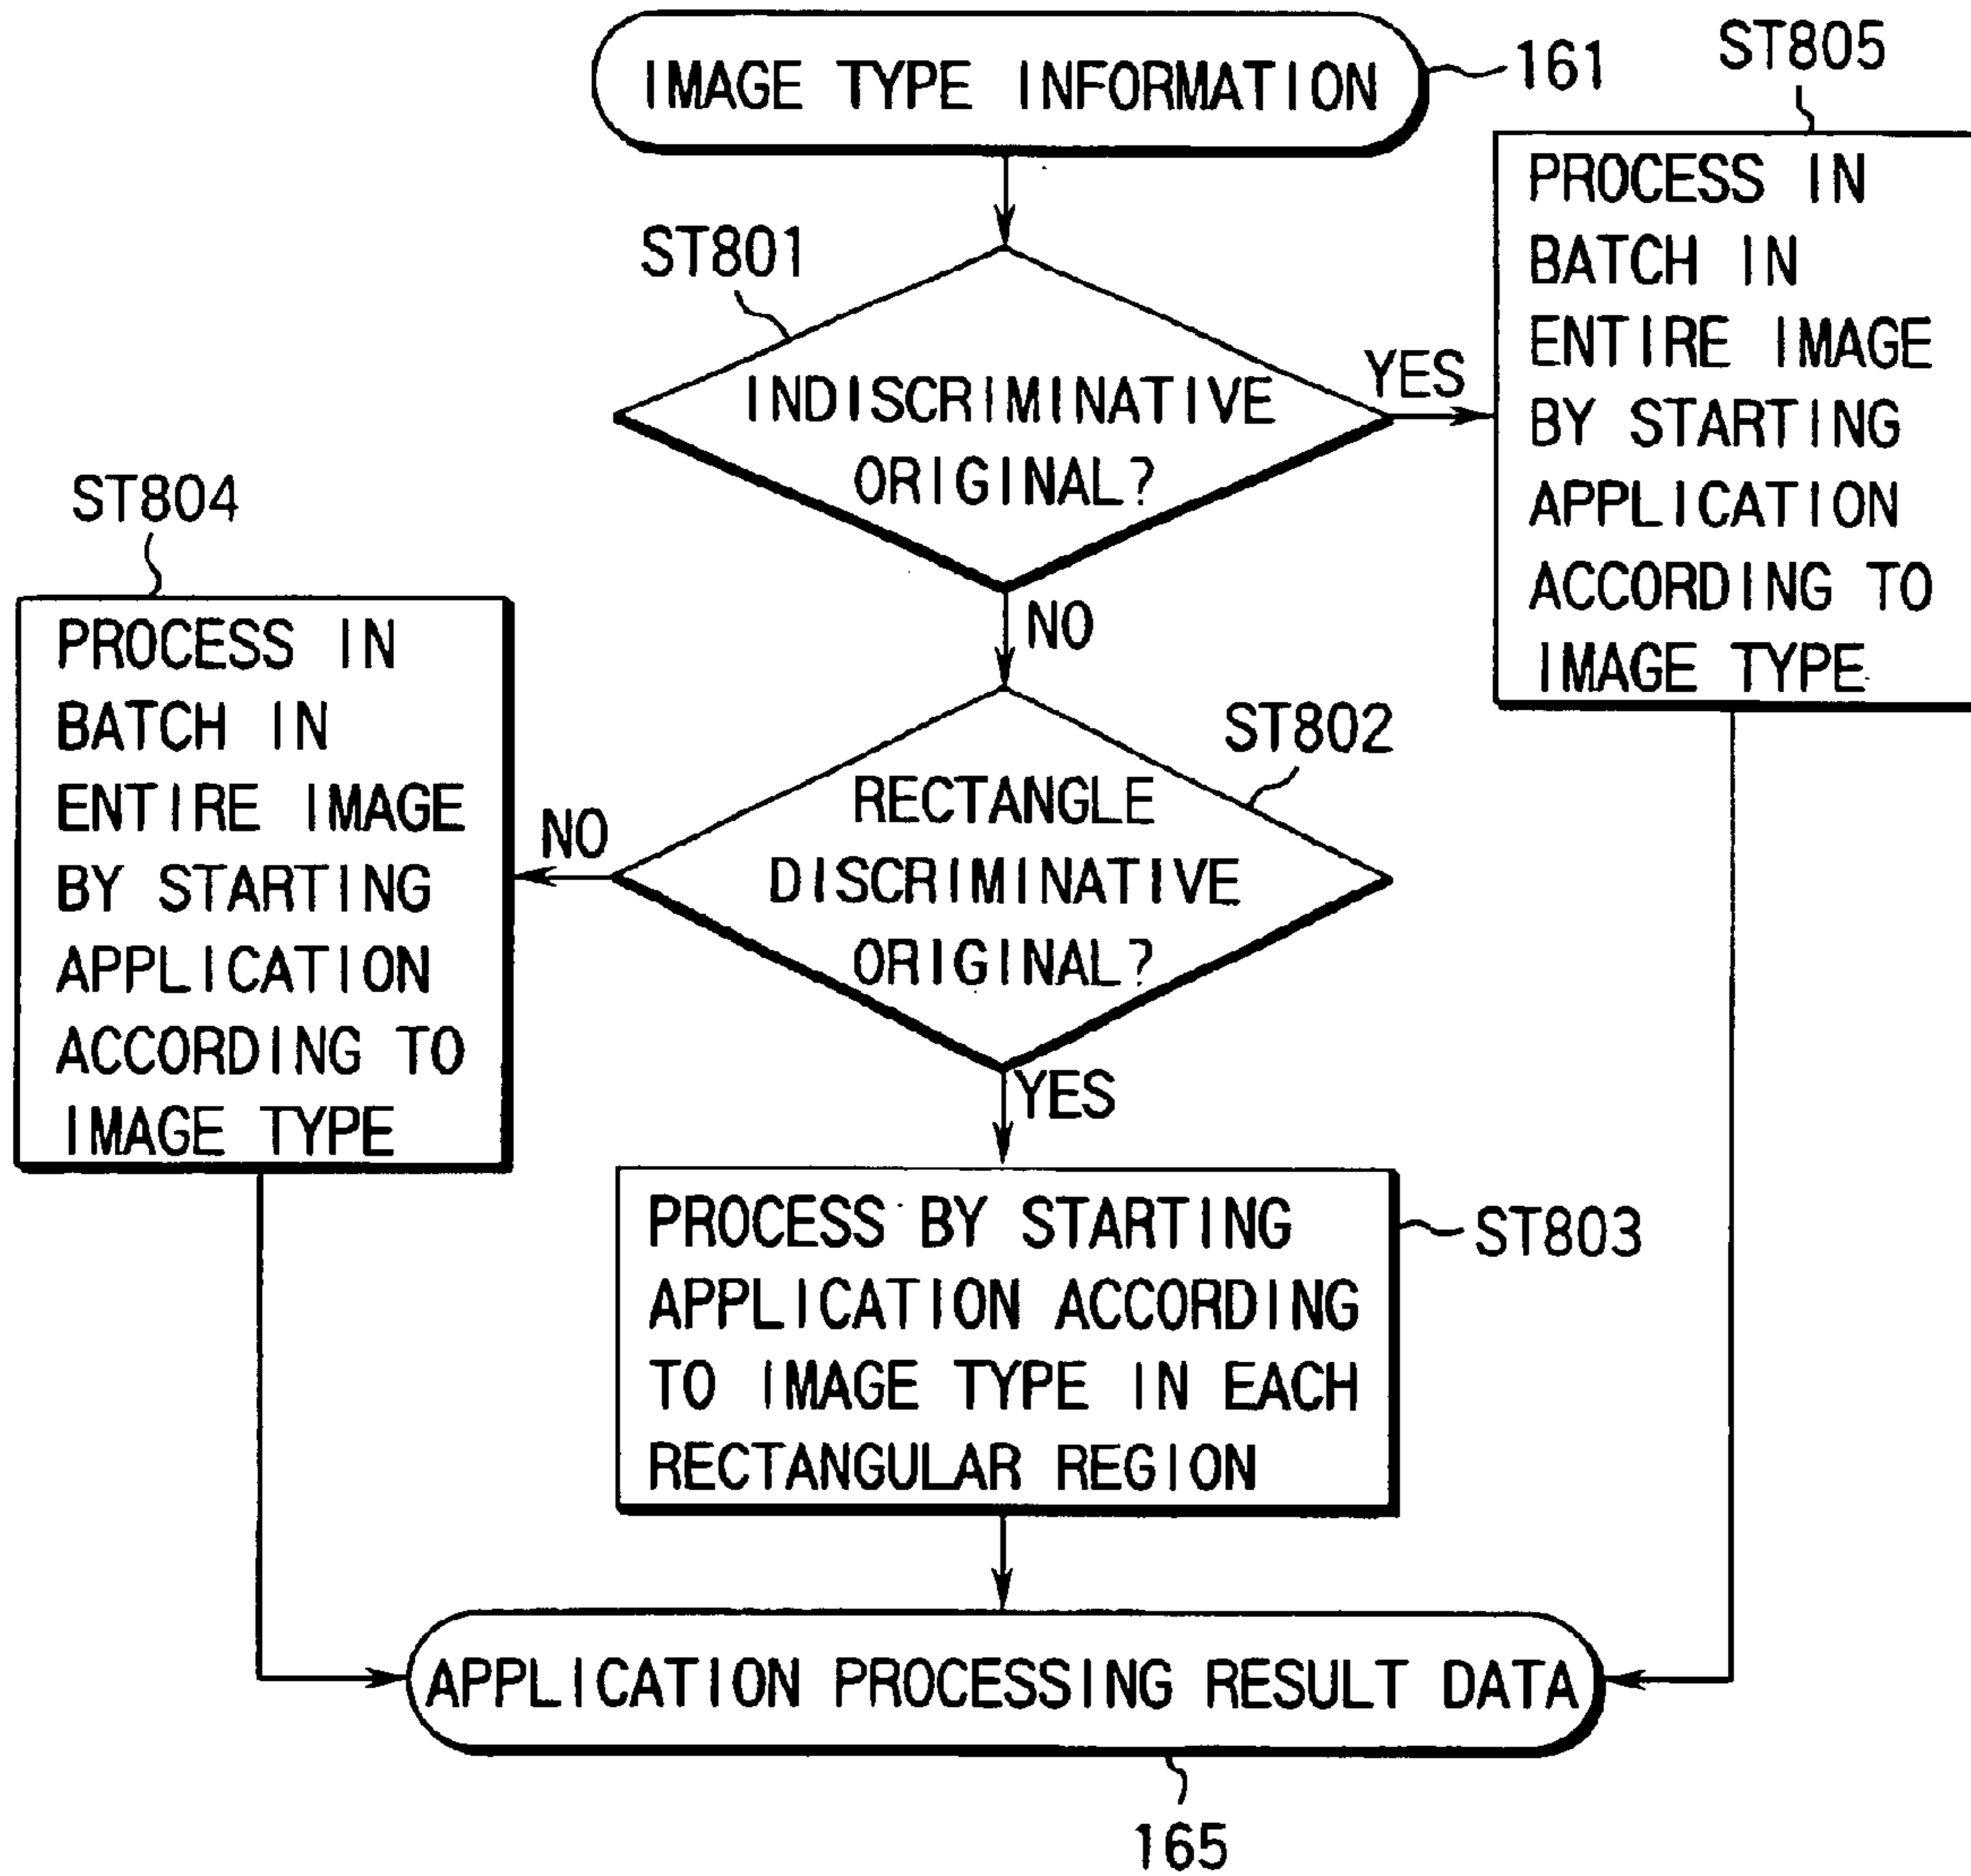 IMAGE TYPE INFORMATION
161
ST805
PROCESS IN
BATCH IN
ENTIRE IMAGE
BY STARTING
APPLICATION
ACCORDING TO
IMAGE TYPE
ST801
INDISCRIMINATIVE
ORIGINAL?
YES
NO
ST804
PROCESS IN
BATCH IN
ENTIRE IMAGE
BY STARTING
APPLICATION
ACCORDING TO
IMAGE TYPE
ST802
RECTANGLE
DISCRIMINATIVE
ORIGINAL?
NO
YES
PROCESS BY STARTING
APPLICATION ACCORDING
TO IMAGE TYPE IN EACH
RECTANGULAR REGION
ST803
APPLICATION PROCESSING RESULT DATA
165